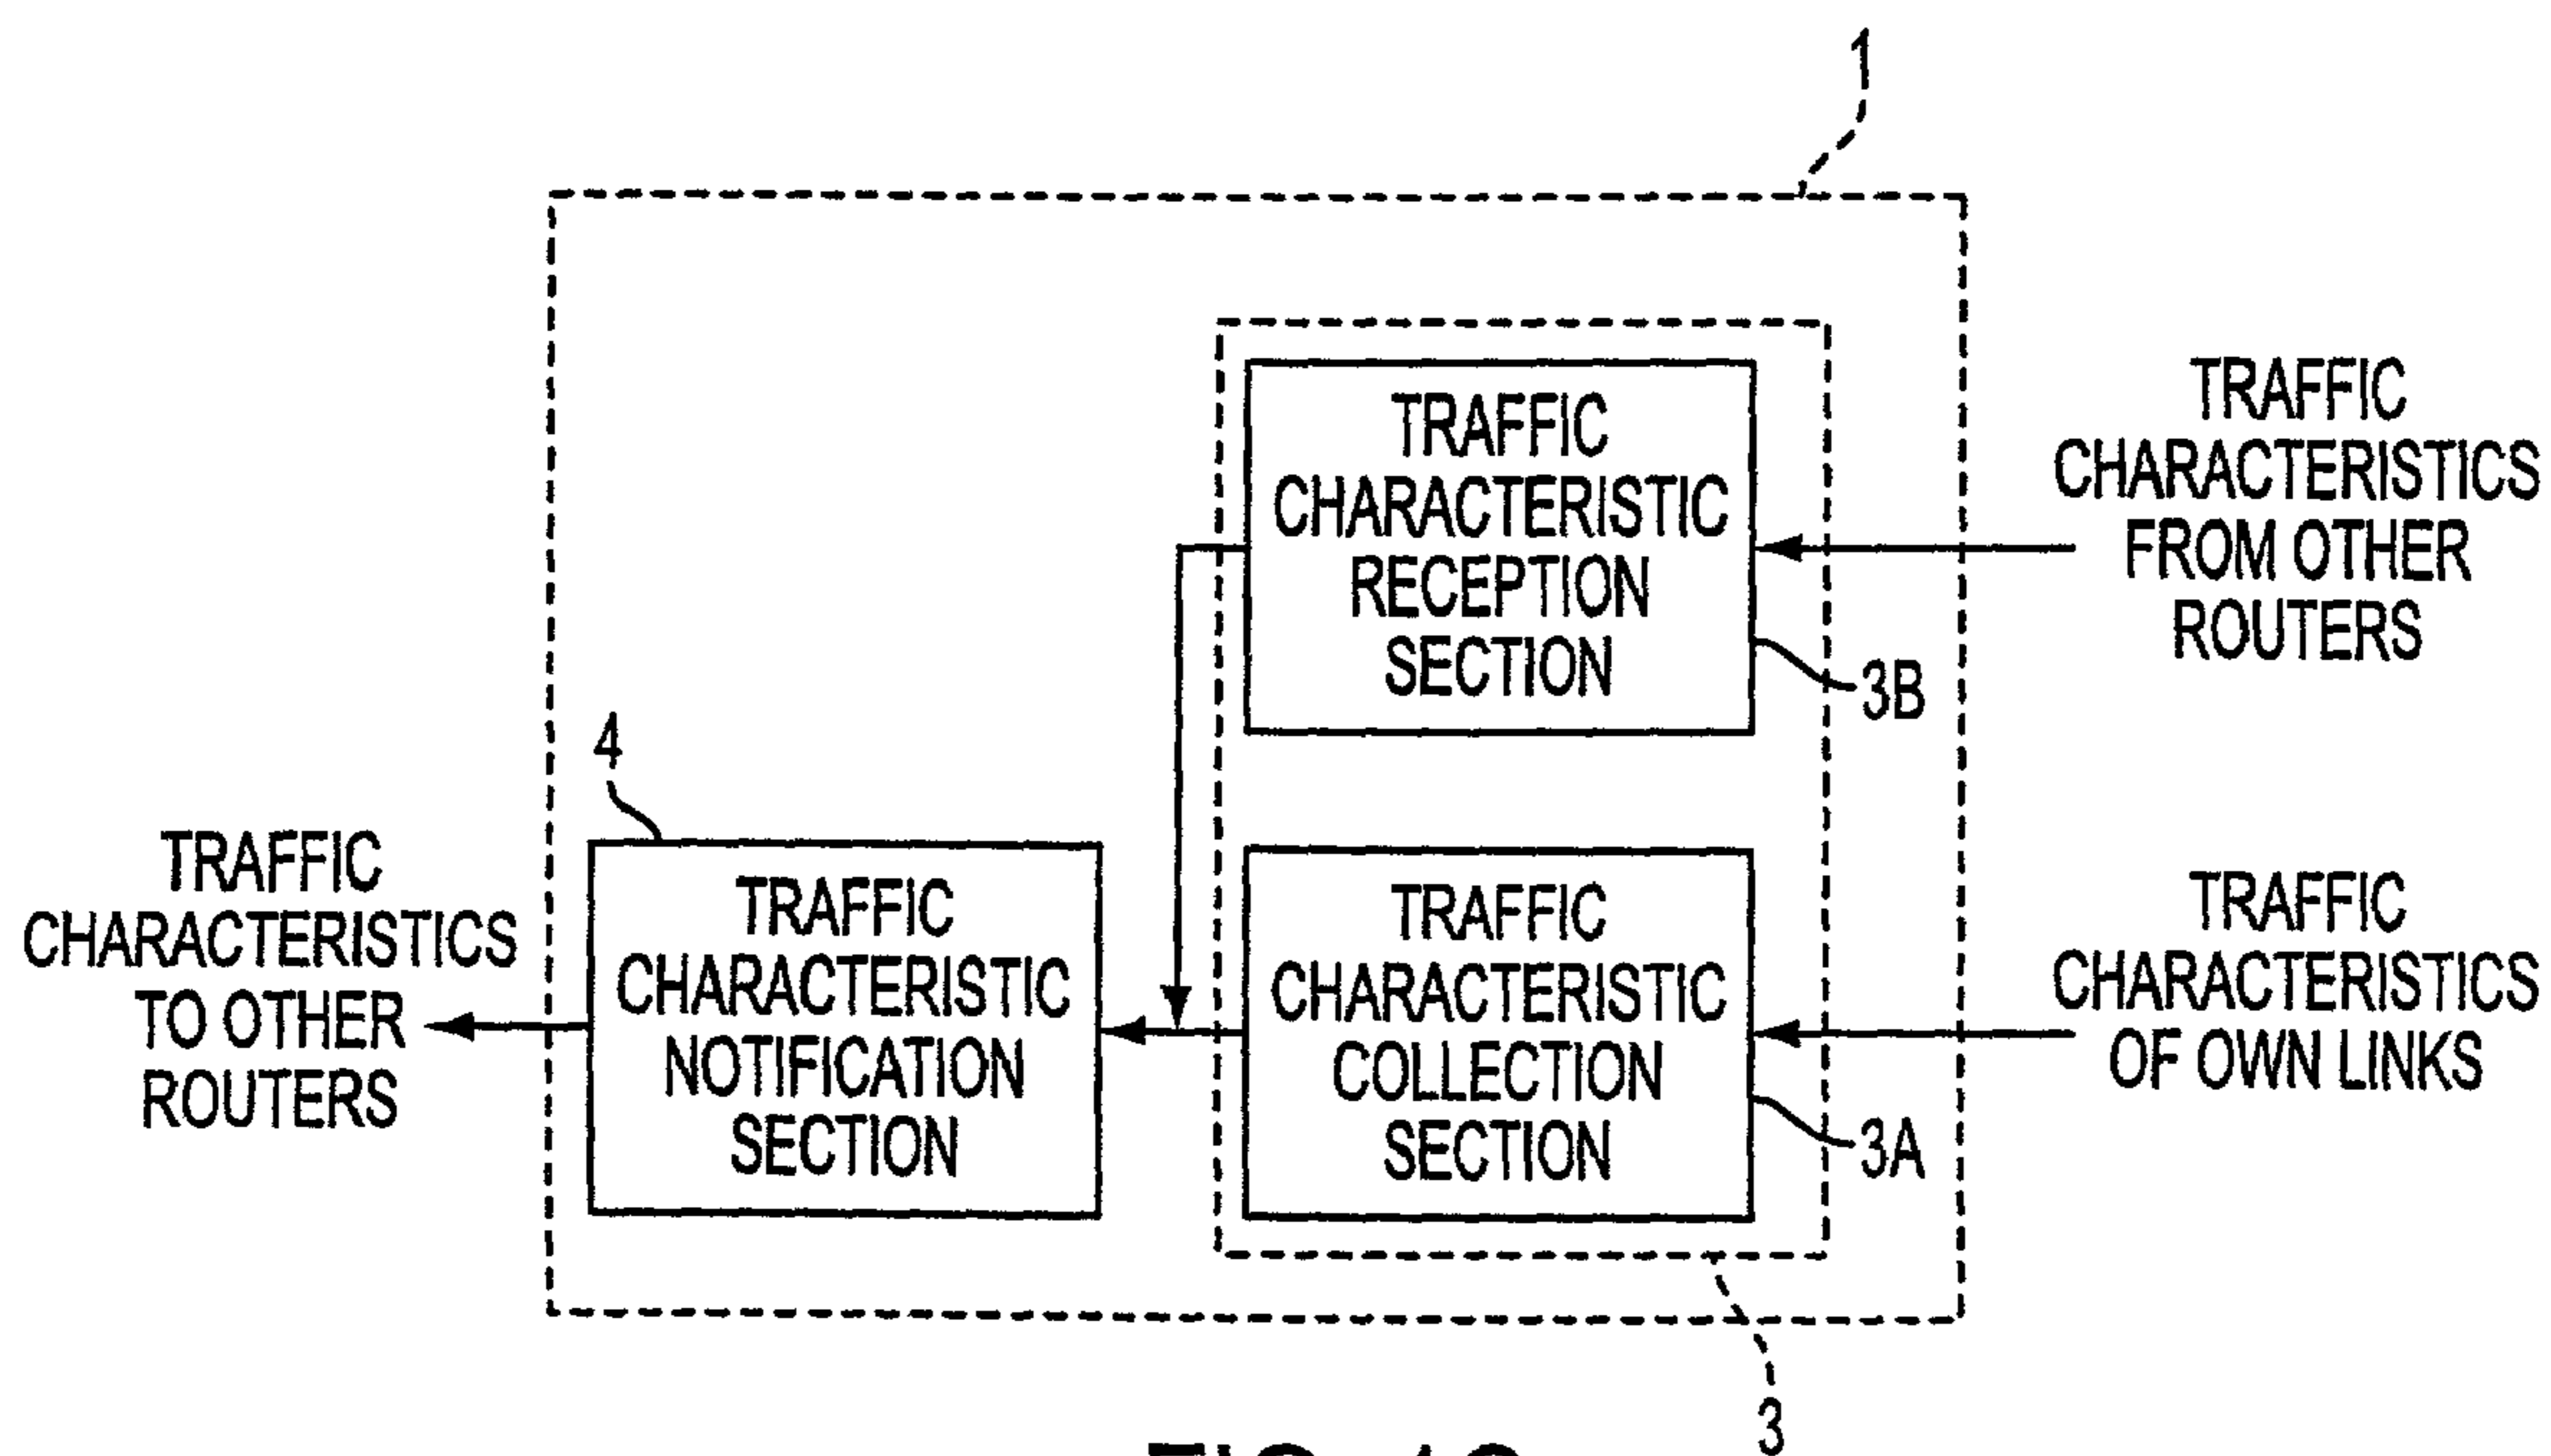 1
TRAFFIC
CHARACTERISTIC
RECEPTION
SECTION
TRAFFIC
CHARACTERISTICS
FROM OTHER
ROUTERS
3B
4
TRAFFIC
CHARACTERISTICS
TO OTHER
ROUTERS
TRAFFIC
CHARACTERISTIC
NOTIFICATION
SECTION
TRAFFIC
CHARACTERISTIC
COLLECTION
SECTION
TRAFFIC
CHARACTERISTICS
OF OWN LINKS
3A
3